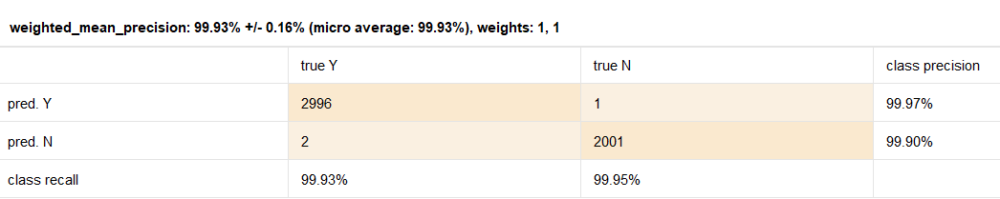 weighted_mean_precision: 99.93% +/- 0.16% (micro average: 99.93%), weights: 1, 1
true Y true N class precision
pred. Y 2996 1 99.97%
pred. N 2 2001 99.90%
class recall 99.93% 99.95%